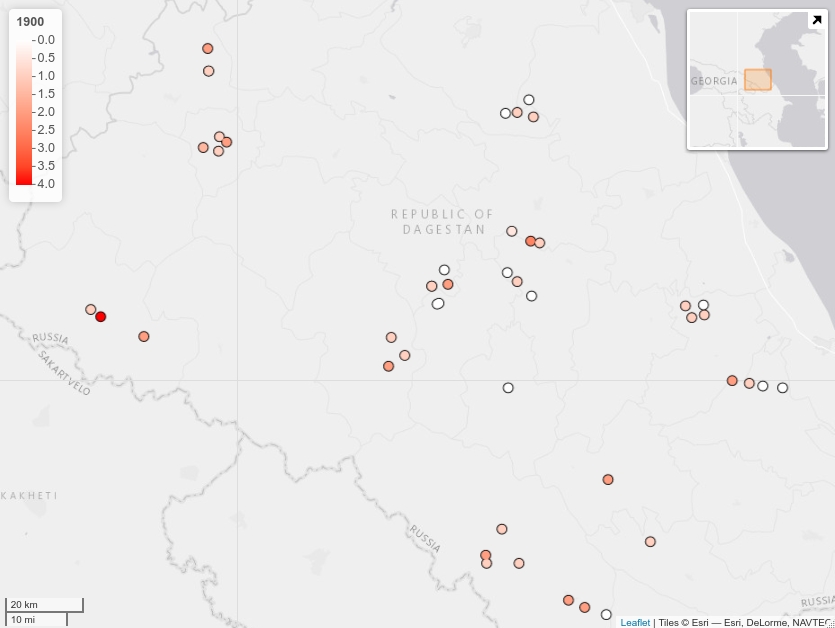 1900
0.0
0.5
1.0
1.5
2.0
2.5
3.0
3.5
4.0
GEORGIA
REPUBLIC OF
DAGESTAN
RUSSIA
SAKARTVELO
KAKHETI
RUSSIA
RUSSIA
20 km
10 mi
Leaflet | Tiles © Esri — Esri, DeLorme, NAVTEQ